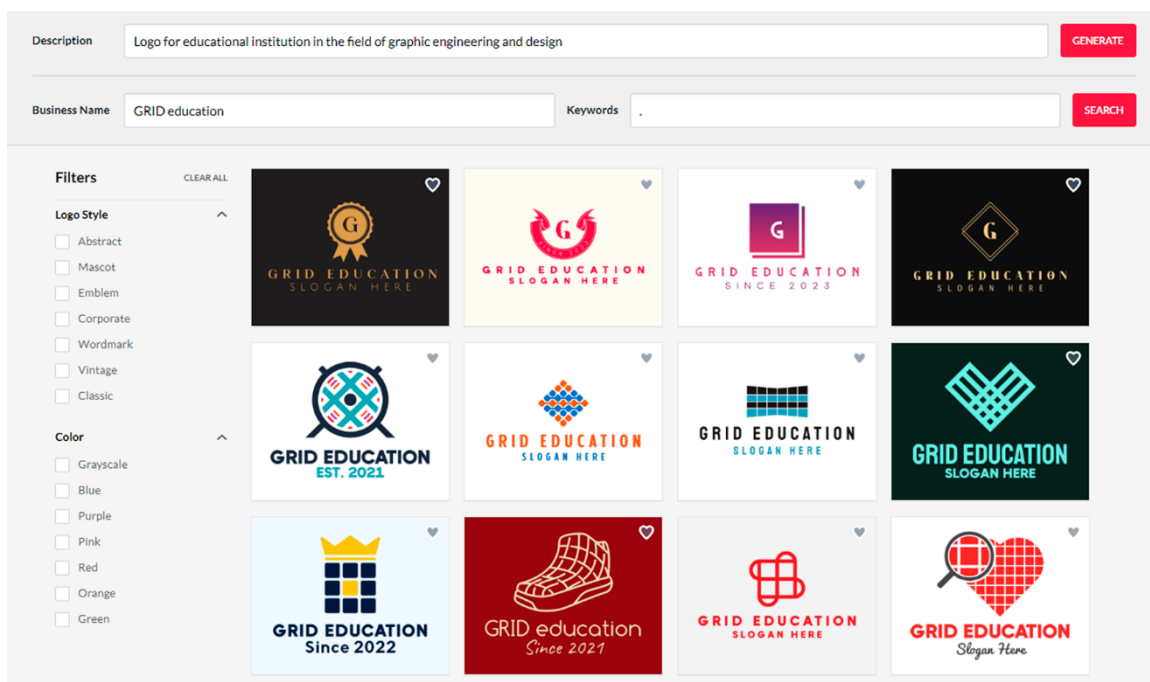 Description
Logo for educational institution in the field of graphic engineering and design
GENERATE
Business Name
GRID education
Keywords
.
SEARCH
Filters
CLEAR ALL
Logo Style
Abstract
Mascot
Emblem
Corporate
Wordmark
Vintage
Classic
Color
Grayscale
Blue
Purple
Pink
Red
Orange
Green
G
GRID EDUCATION
SLOGAN HERE
G
SINCE 2023
GRID EDUCATION
SLOGAN HERE
G
GRID EDUCATION
SINCE 2023
G
GRID EDUCATION
SLOGAN HERE
GRID EDUCATION
EST. 2021
GRID EDUCATION
SLOGAN HERE
GRID EDUCATION
SLOGAN HERE
GRID EDUCATION
SLOGAN HERE
GRID EDUCATION
Since 2022
GRID education
Since 2021
GRID EDUCATION
SLOGAN HERE
GRID EDUCATION
Slogan Here